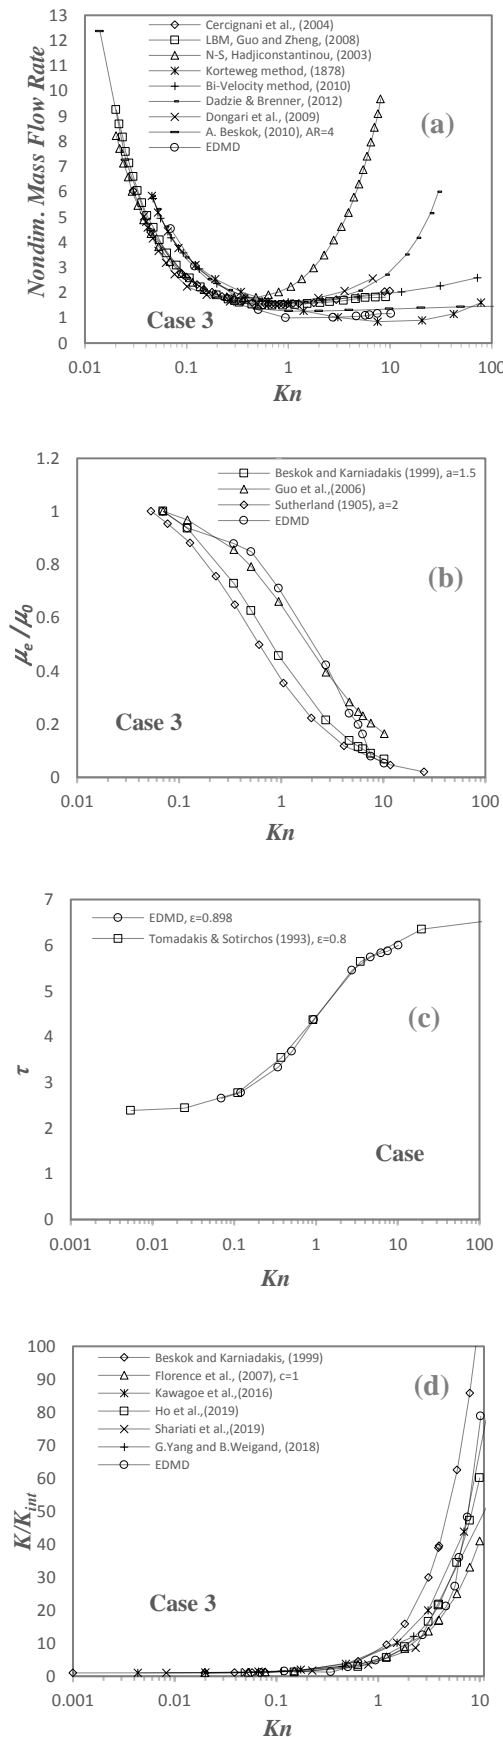 13
12
11
10
9
8
7
6
5
4
3
2
1
0
Nondim. Mass Flow Rate
Cercignani et al., (2004)
LBM, Guo and Zheng, (2008)
N-S, Hadjiconstantinou, (2003)
Korteweg method, (1878)
Bi-Velocity method, (2010)
Dadzie & Brenner, (2012)
Dongari et al., (2009)
A. Beskok, (2010), AR=4
EDMD
(a)
Case 3
0.01 0.1 1 10 100
Kn
1.2
1
0.8
0.6
0.4
0.2
0
μe/μ0
Beskok and Karniadakis (1999), a=1.5
Guo et al.,(2006)
Sutherland (1905), a=2
EDMD
(b)
Case 3
0.01 0.1 1 10 100
Kn
7
6
5
4
3
2
1
0
τ
EDMD, ε=0.898
Tomadakis & Sotirchos (1993), ε=0.8
(c)
Case
0.001 0.01 0.1 1 10 100
Kn
100
90
80
70
60
50
40
30
20
10
0
K/Kint
Beskok and Karniadakis, (1999)
Florence et al., (2007), c=1
Kawagoe et al.,(2016)
Ho et al.,(2019)
Shariati et al.,(2019)
G.Yang and B.Weigand, (2018)
EDMD
(d)
Case 3
0.001 0.01 0.1 1 10
Kn